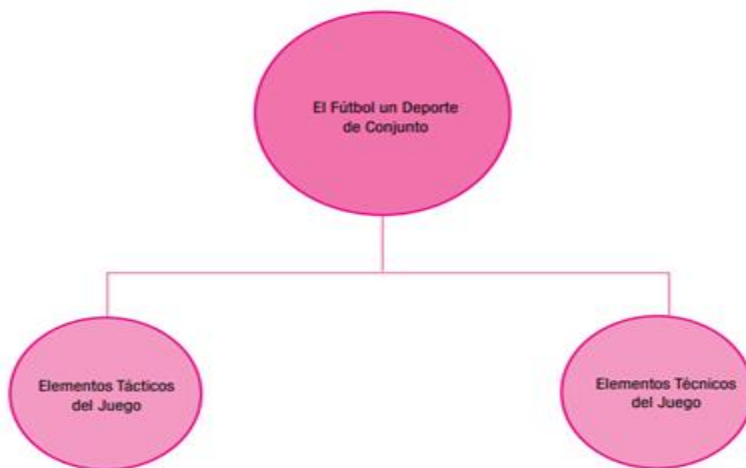 El Fútbol un Deporte
de Conjunto
Elementos Tácticos
del Juego
Elementos Técnicos
del Juego